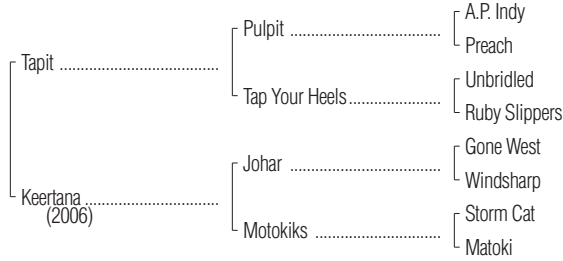 A.P. Indy
Pulpit ..........................................
Preach
Tapit ......................................................
Unbridled
Tap Your Heels........................
Ruby Slippers
Gone West
Johar ........................................
Windsharp
Keertana ..............................................
(2006)
Storm Cat
Motokiks .................................
Matoki